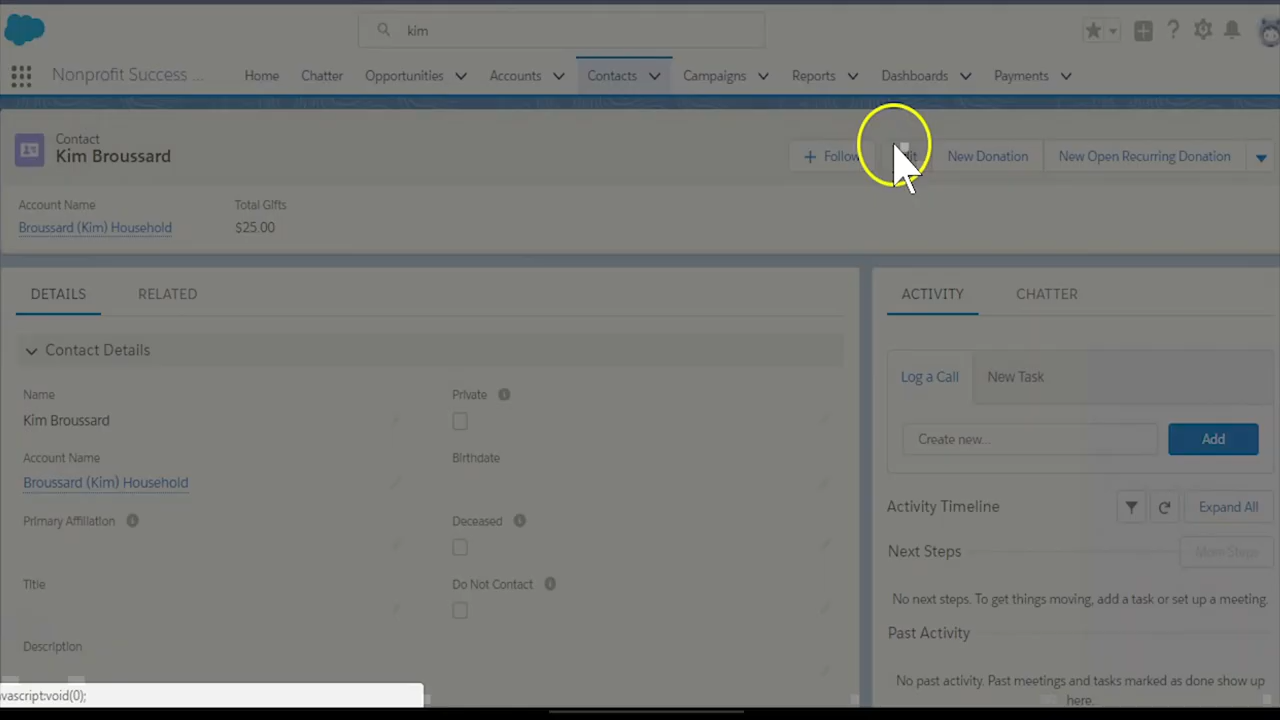 kim
Nonprofit Success ...
Home
Chatter
Opportunities
Accounts
Contacts
Campaigns
Reports
Dashboards
Payments
Contact
Kim Broussard
+ Follow
New Donation
New Open Recurring Donation
Account Name
Total Gifts
Broussard (Kim) Household
$25.00
DETAILS
RELATED
ACTIVITY
CHATTER
Contact Details
Log a Call
New Task
Name
Private
Kim Broussard
Create new...
Add
Account Name
Birthdate
Broussard (Kim) Household
Activity Timeline
Expand All
Primary Affiliation
Deceased
Next Steps
More Steps
Title
Do Not Contact
No next steps. To get things moving, add a task or set up a meeting.
Past Activity
Description
No past activity. Past meetings and tasks marked as done show up
here.
vascript:void(0);